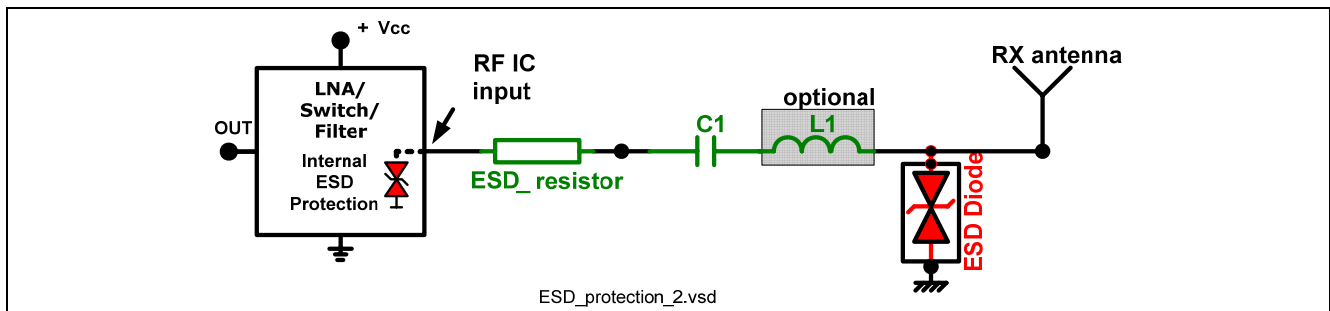 + Vcc
LNA/
Switch/
Filter
OUT
Internal
ESD
Protection
RF IC
input
ESD_ resistor
C1
optional
L1
RX antenna
ESD Diode
ESD_protection_2.vsd